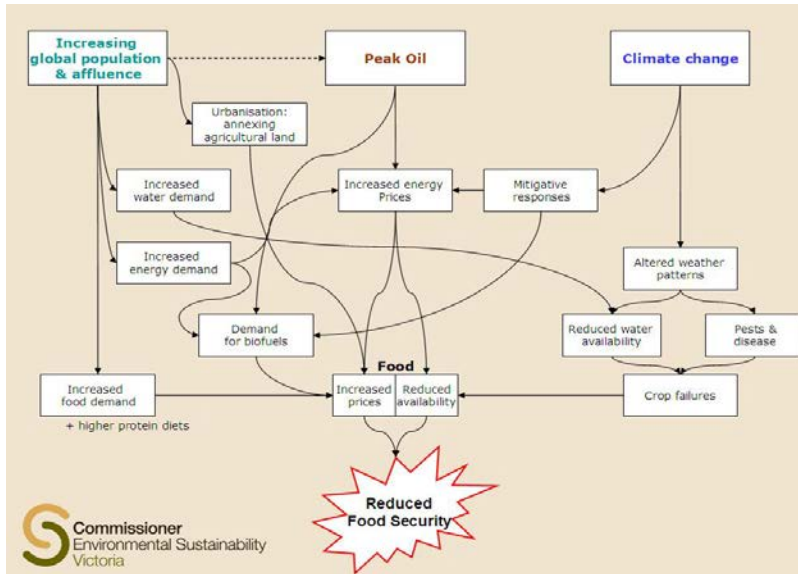 Increasing
global population
& affluence
Peak Oil
Climate change
Urbanisation:
annexing
agricultural land
Increased
water demand
Increased energy
Prices
Mitigative
responses
Increased
energy demand
Altered weather
patterns
Demand
for biofuels
Reduced water
availability
Pests &
disease
Food
Increased
food demand
Increased
prices
Reduced
availability
Crop failures
+ higher protein diets
Reduced
Food Security
Commissioner
Environmental Sustainability
Victoria